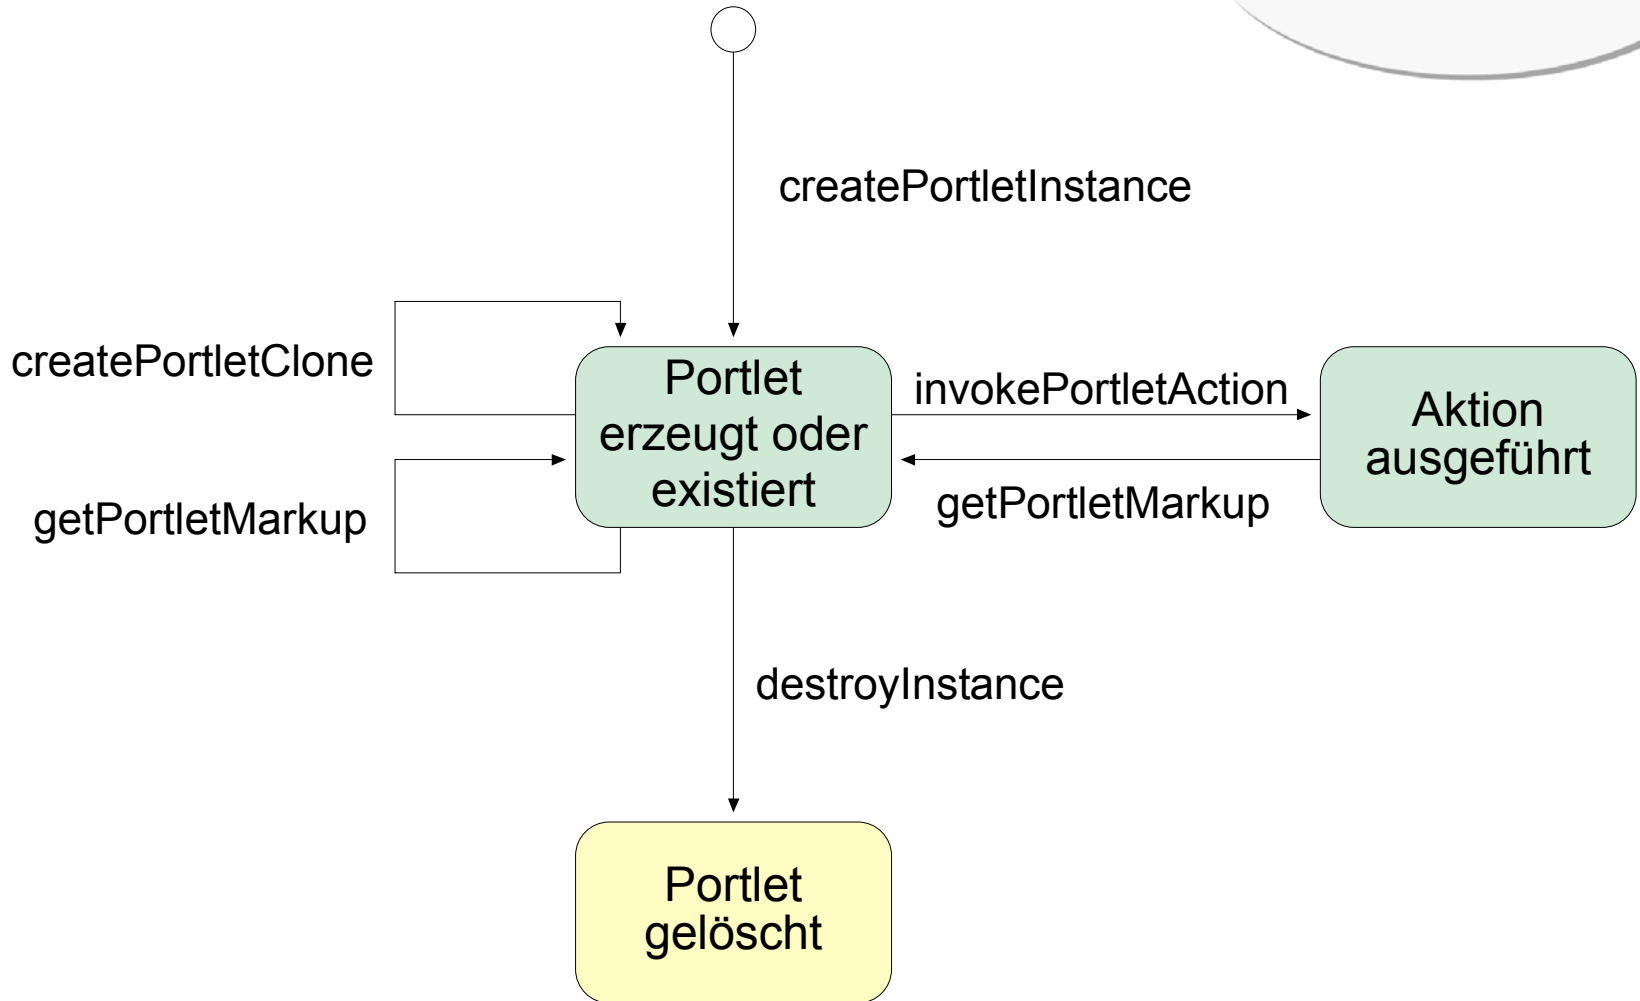 createPortletInstance
createPortletClone
Portlet
erzeugt oder
existiert
invokePortletAction
Aktion
ausgeführt
getPortletMarkup
getPortletMarkup
destroyInstance
Portlet
gelöscht